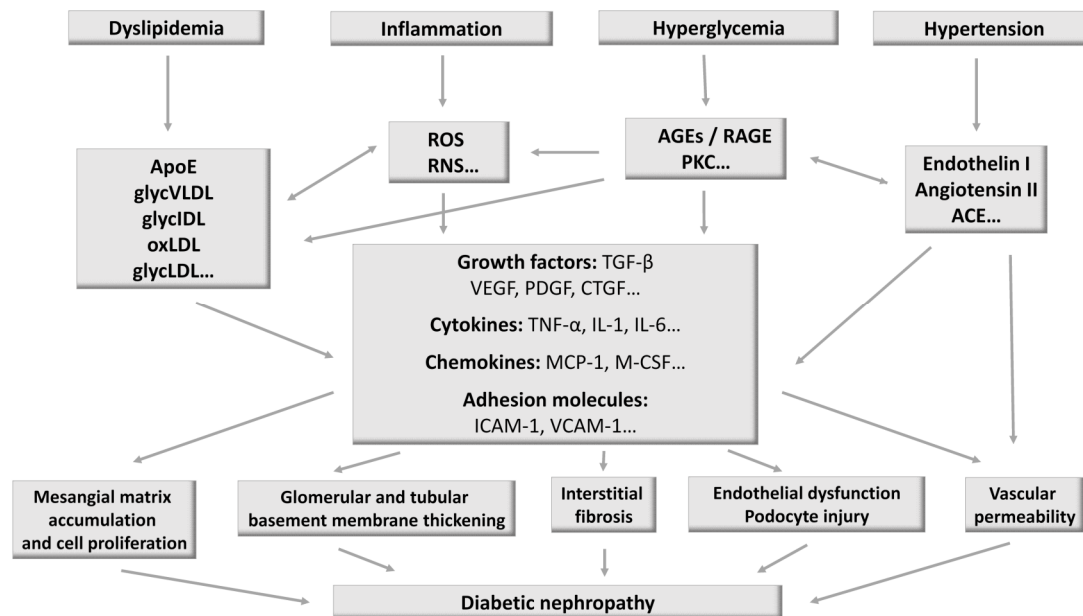 Dyslipidemia
Inflammation
Hyperglycemia
Hypertension
ApoE
glycVLDL
glycIDL
oxLDL
glycLDL...
ROS
RNS...
AGEs / RAGE
PKC...
Endothelin I
Angiotensin II
ACE...
Growth factors: TGF-β
VEGF, PDGF, CTGF...
Cytokines: TNF-α, IL-1, IL-6...
Chemokines: MCP-1, M-CSF...
Adhesion molecules:
ICAM-1, VCAM-1...
Mesangial matrix
accumulation
and cell proliferation
Glomerular and tubular
basement membrane thickening
Interstitial
fibrosis
Endothelial dysfunction
Podocyte injury
Vascular
permeability
Diabetic nephropathy